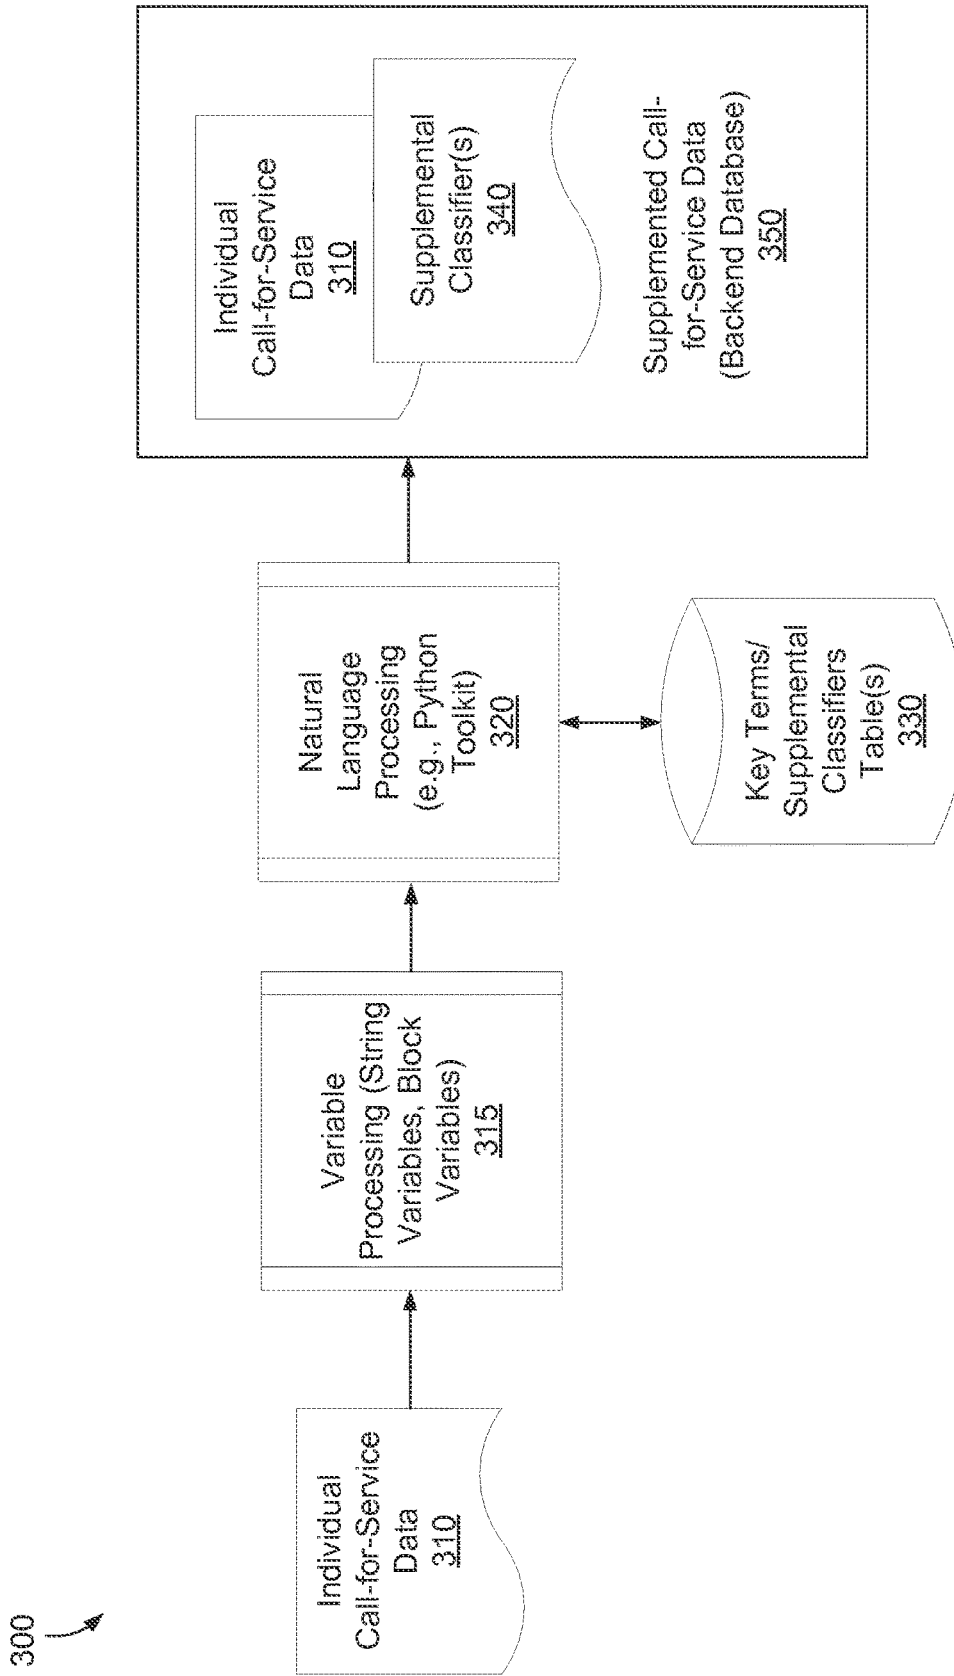 300
Individual
Call-for-Service
Data
310
Variable
Processing (String
Variables, Block
Variables)
315
Natural
Language
Processing
(e.g., Python
Toolkit)
320
Key Terms/
Supplemental
Classifiers
Table(s)
330
Individual
Call-for-Service
Data
310
Supplemental
Classifier(s)
340
Supplemented Call-
for-Service Data
(Backend Database)
350